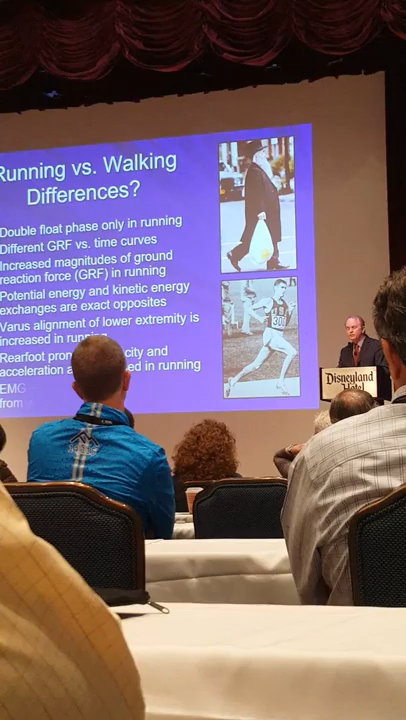 Running vs. Walking
Differences?
Double float phase only in running
Different GRF vs. time curves
Increased magnitudes of ground
reaction force (GRF) in running
Potential energy and kinetic energy
exchanges are exact opposites
Varus alignment of lower extremity is
increased in running
Rearfoot and
acceleration in running
EMG
from
Disneyland
Hotel